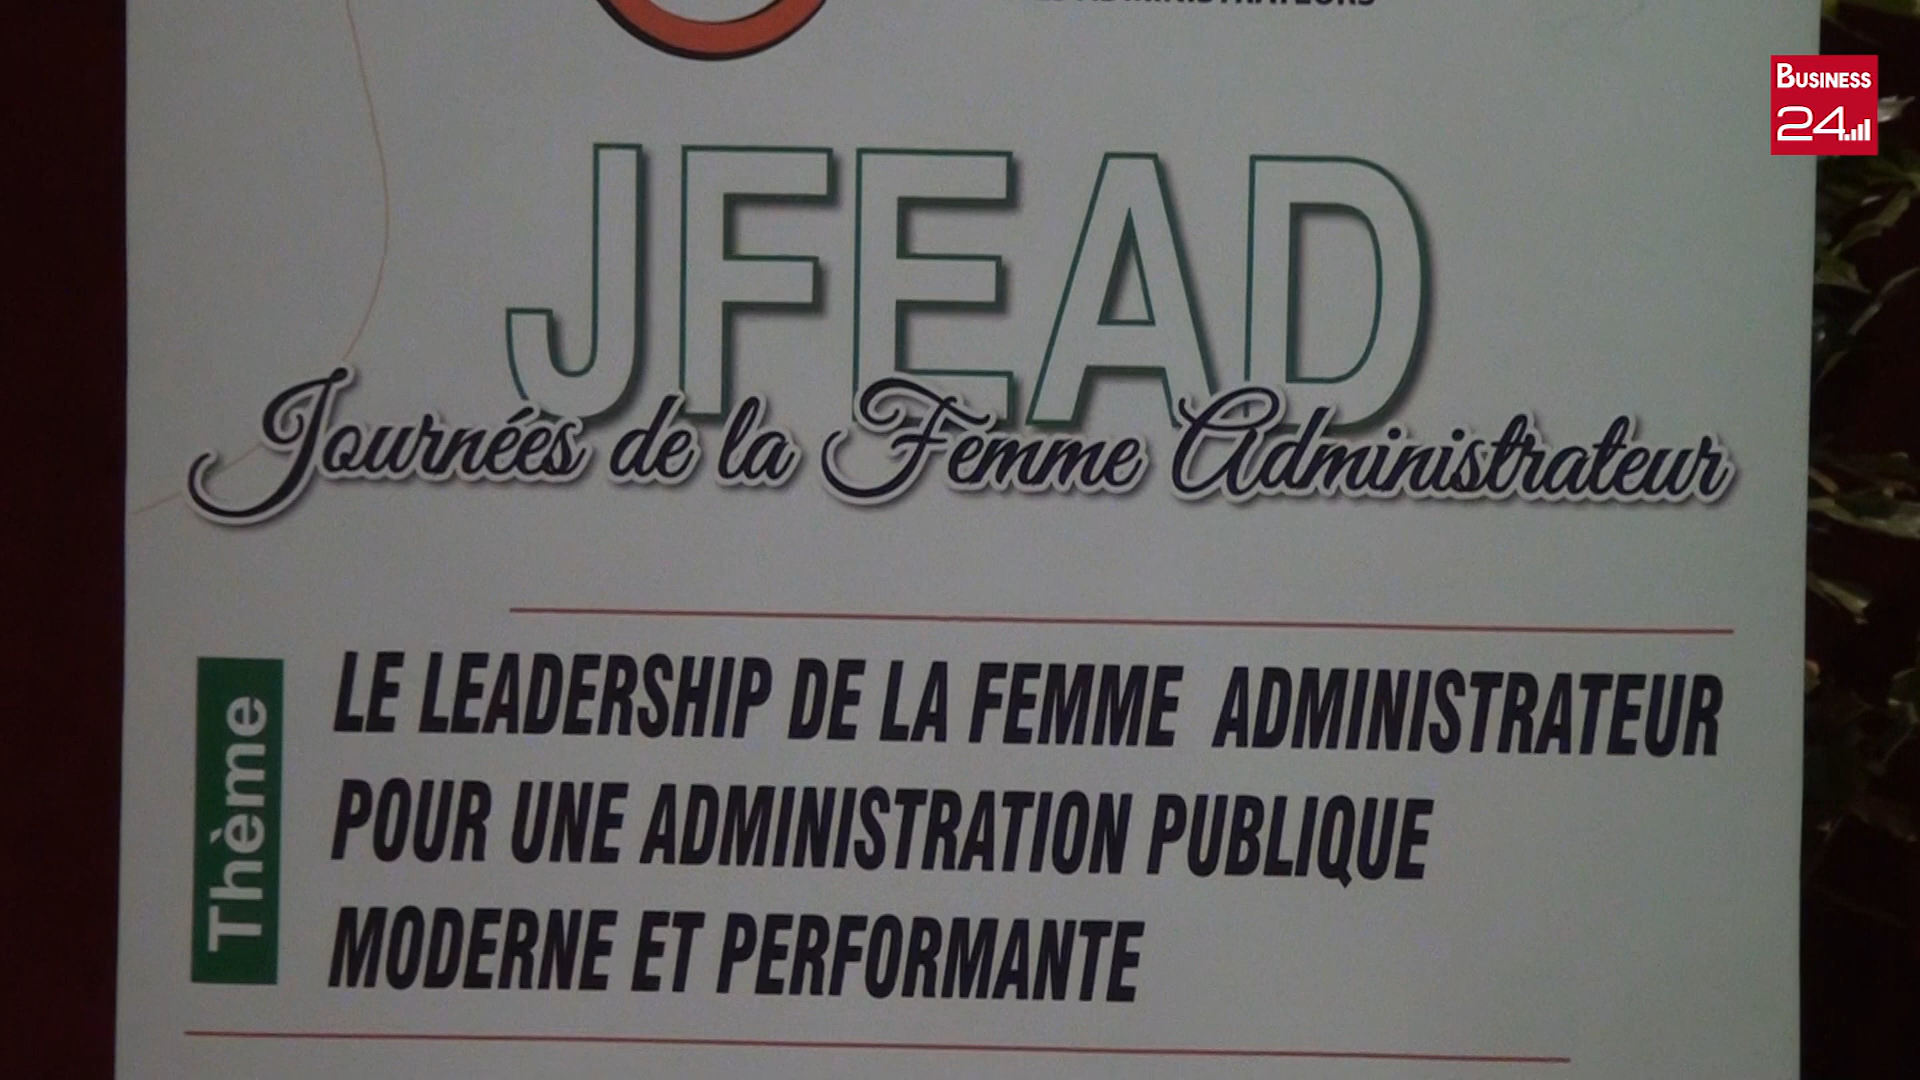 ADMINISTRATEURS
BUSINESS
24
JFEAD
Journées de la Femme Administrateur
Thème
LE LEADERSHIP DE LA FEMME ADMINISTRATEUR
POUR UNE ADMINISTRATION PUBLIQUE
MODERNE ET PERFORMANTE